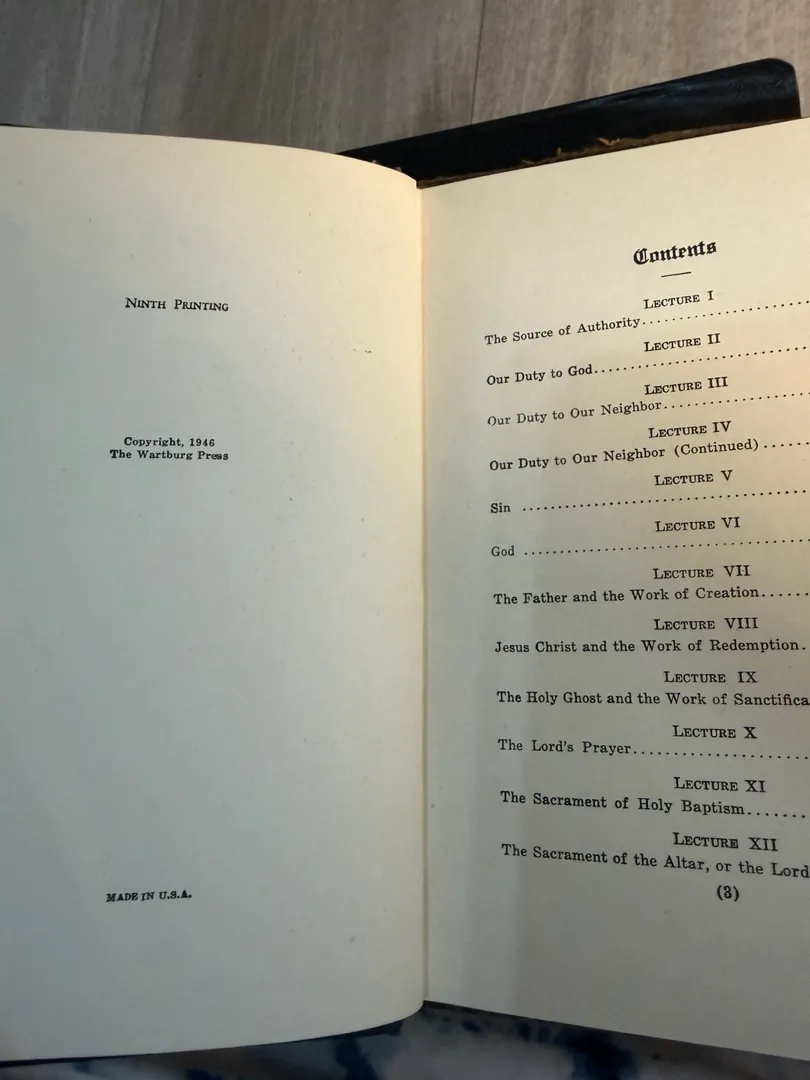 NINTH PRINTING
Copyright, 1946
The Wartburg Press
MADE IN U.S.A.
Contents
LECTURE I
The Source of Authority
LECTURE II
Our Duty to God
LECTURE III
Our Duty to Our Neighbor
LECTURE IV
Our Duty to Our Neighbor (Continued)
LECTURE V
Sin
LECTURE VI
God
LECTURE VII
The Father and the Work of Creation
LECTURE VIII
Jesus Christ and the Work of Redemption
LECTURE IX
The Holy Ghost and the Work of Sanctifica
LECTURE X
The Lord's Prayer
LECTURE XI
The Sacrament of Holy Baptism
LECTURE XII
The Sacrament of the Altar, or the Lord
(3)